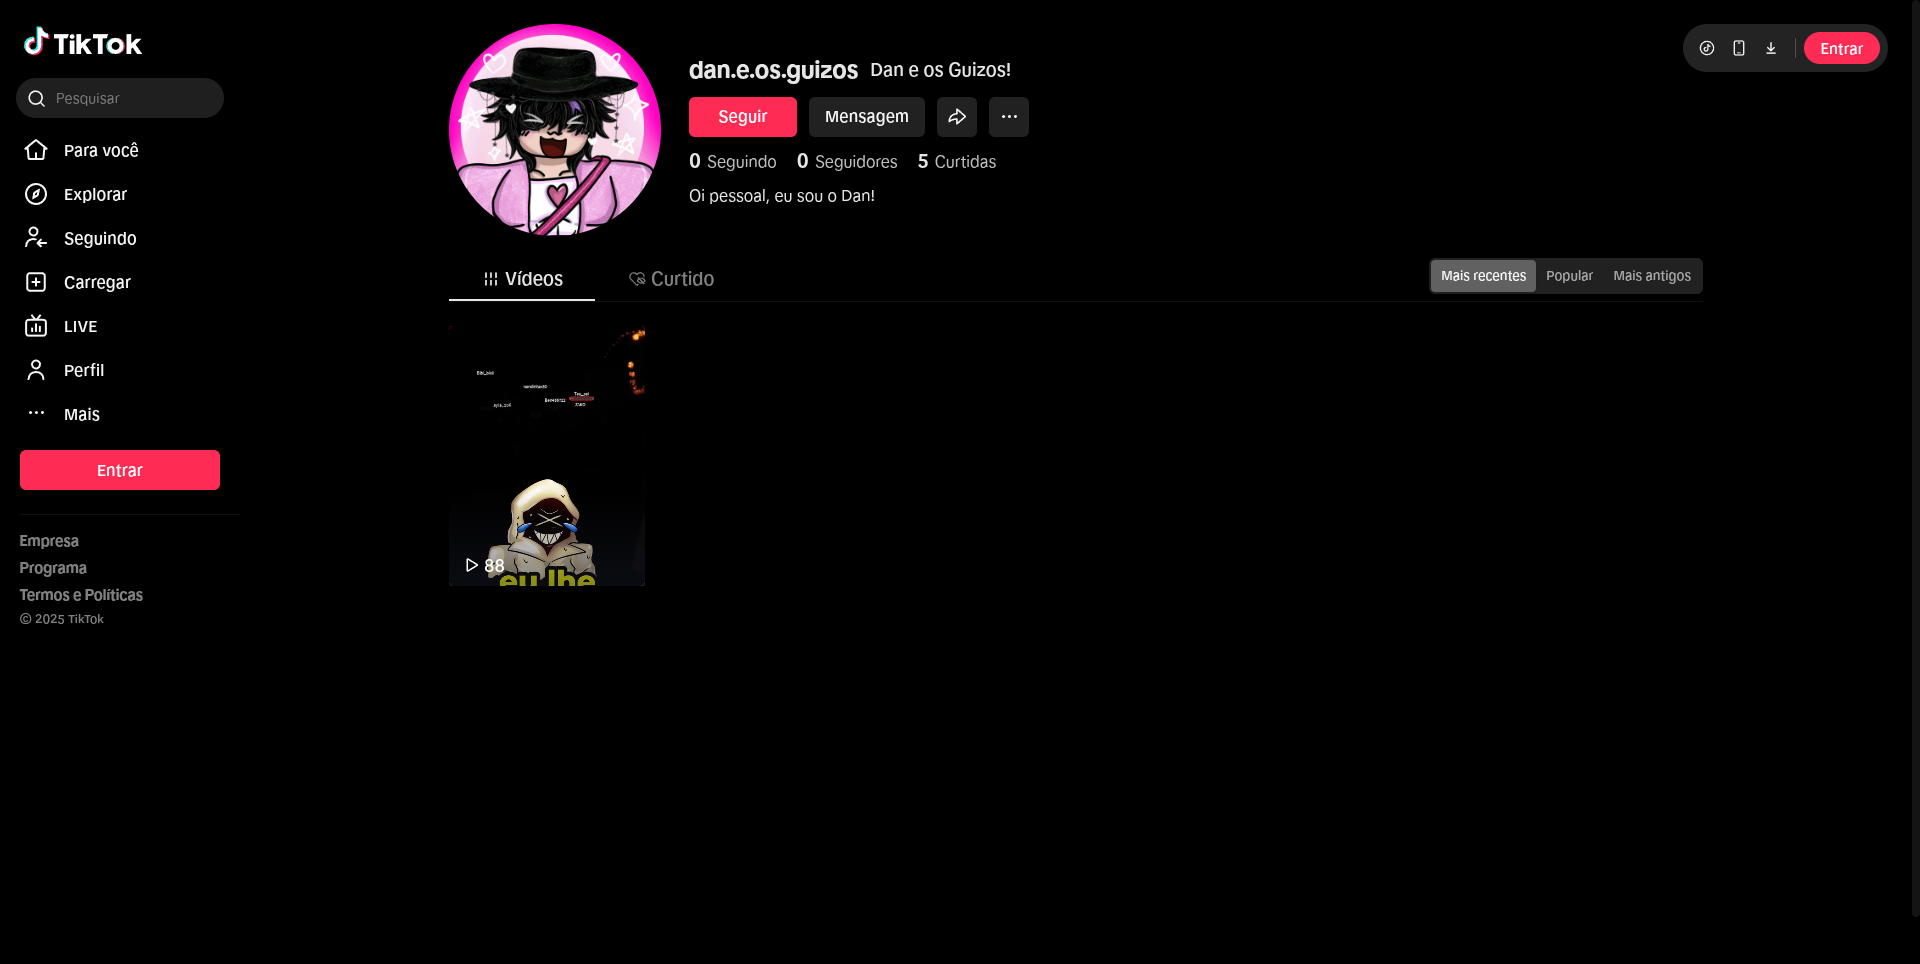 TikTok
Pesquisar
Para você
Explorar
Seguindo
Carregar
LIVE
Perfil
Mais
Entrar
Empresa
Programa
Termos e Políticas
© 2025 TikTok
dan.e.os.guizos Dan e os Guizos!
Seguir Mensagem
0 Seguindo 0 Seguidores 5 Curtidas
Oi pessoal, eu sou o Dan!
Vídeos Curtido
Mais recentes Popular Mais antigos
88
eu lhe
Entrar